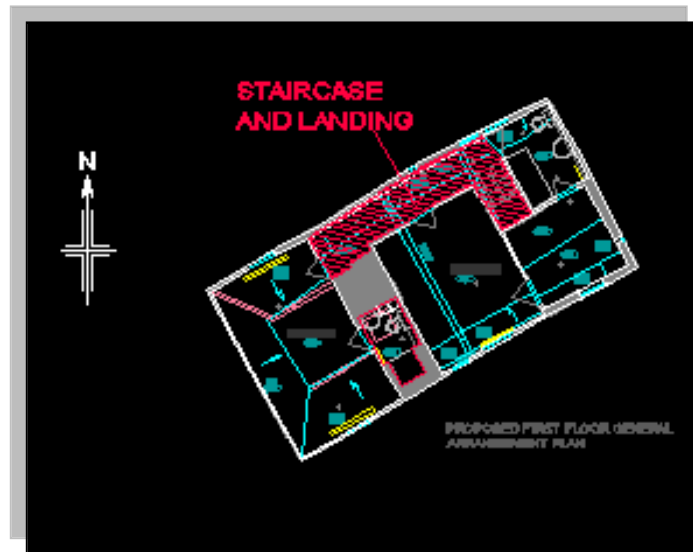 STAIRCASE
AND LANDING
N
PROPOSED FIRST FLOOR GENERAL
ARRANGEMENT PLAN